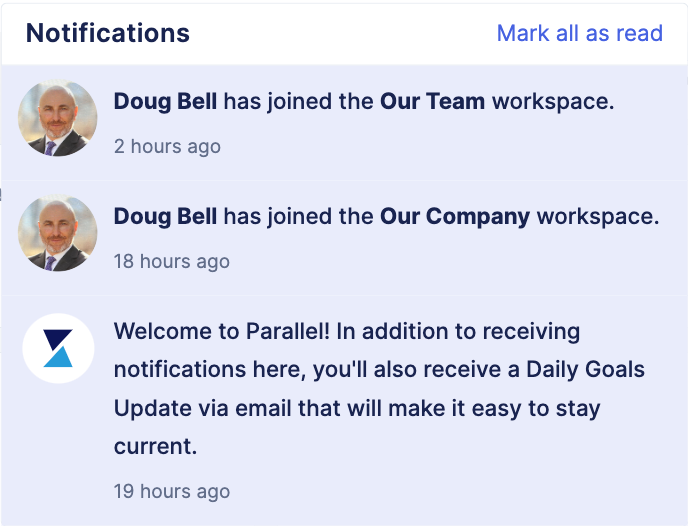 Notifications
Mark all as read
Doug Bell has joined the Our Team workspace.
2 hours ago
Doug Bell has joined the Our Company workspace.
18 hours ago
Welcome to Parallel! In addition to receiving
notifications here, you'll also receive a Daily Goals
Update via email that will make it easy to stay
current.
19 hours ago